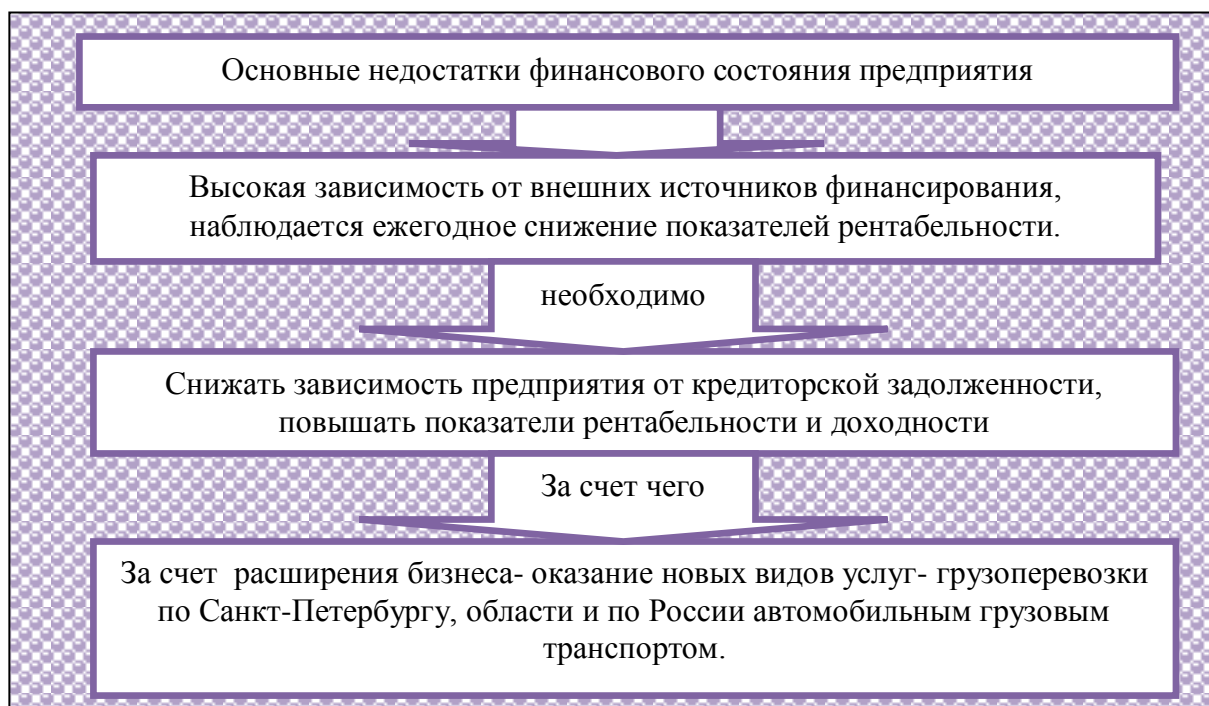 Основные недостатки финансового состояния предприятия
Высокая зависимость от внешних источников финансирования,
наблюдается ежегодное снижение показателей рентабельности.
необходимо
Снижать зависимость предприятия от кредиторской задолженности,
повышать показатели рентабельности и доходности
За счет чего
За счет расширения бизнеса- оказание новых видов услуг- грузоперевозки
по Санкт-Петербургу, области и по России автомобильным грузовым
транспортом.